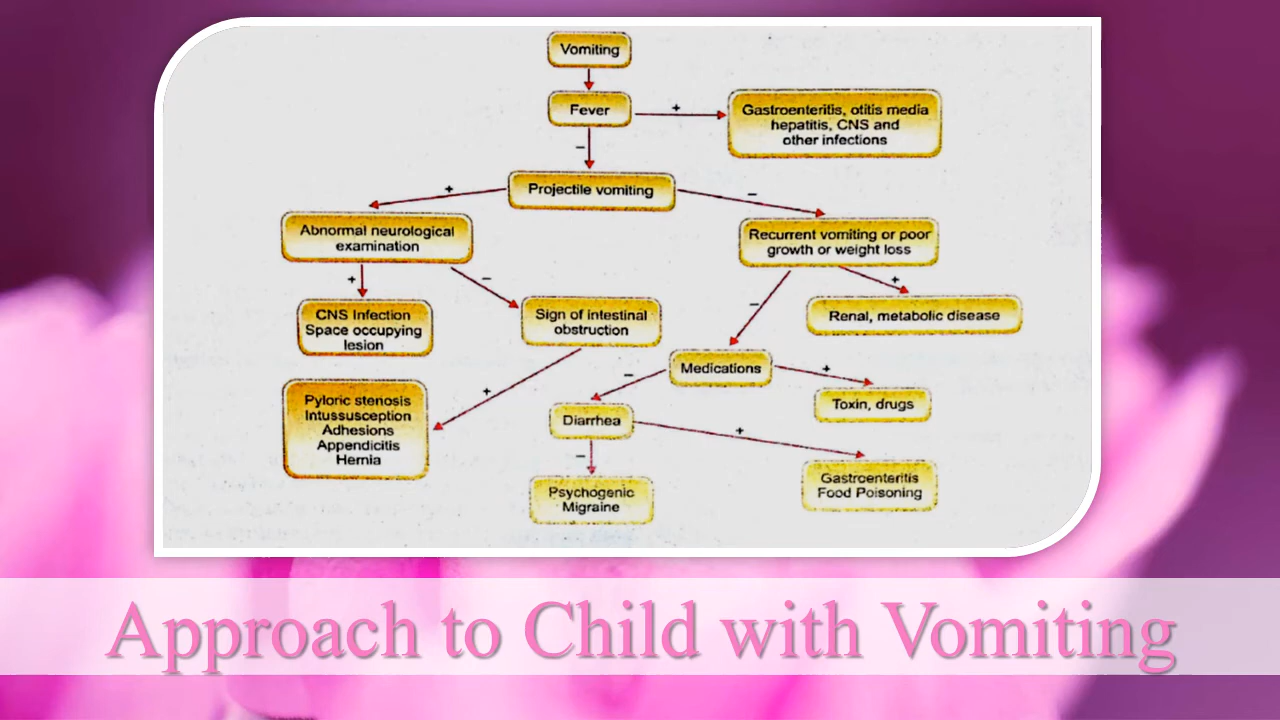 Vomiting
Fever
+
Gastroenteritis, otitis media
hepatitis, CNS and
other infections
−
Projectile vomiting
+
−
Abnormal neurological
examination
Recurrent vomiting or poor
growth or weight loss
+
−
−
+
CNS Infection
Space occupying
lesion
Sign of intestinal
obstruction
Renal, metabolic disease
Medications
−
+
+
Toxin, drugs
Pyloric stenosis
Intussusception
Adhesions
Appendicitis
Hernia
Diarrhea
+
−
Gastroenteritis
Food Poisoning
Psychogenic
Migraine
Approach to Child with Vomiting